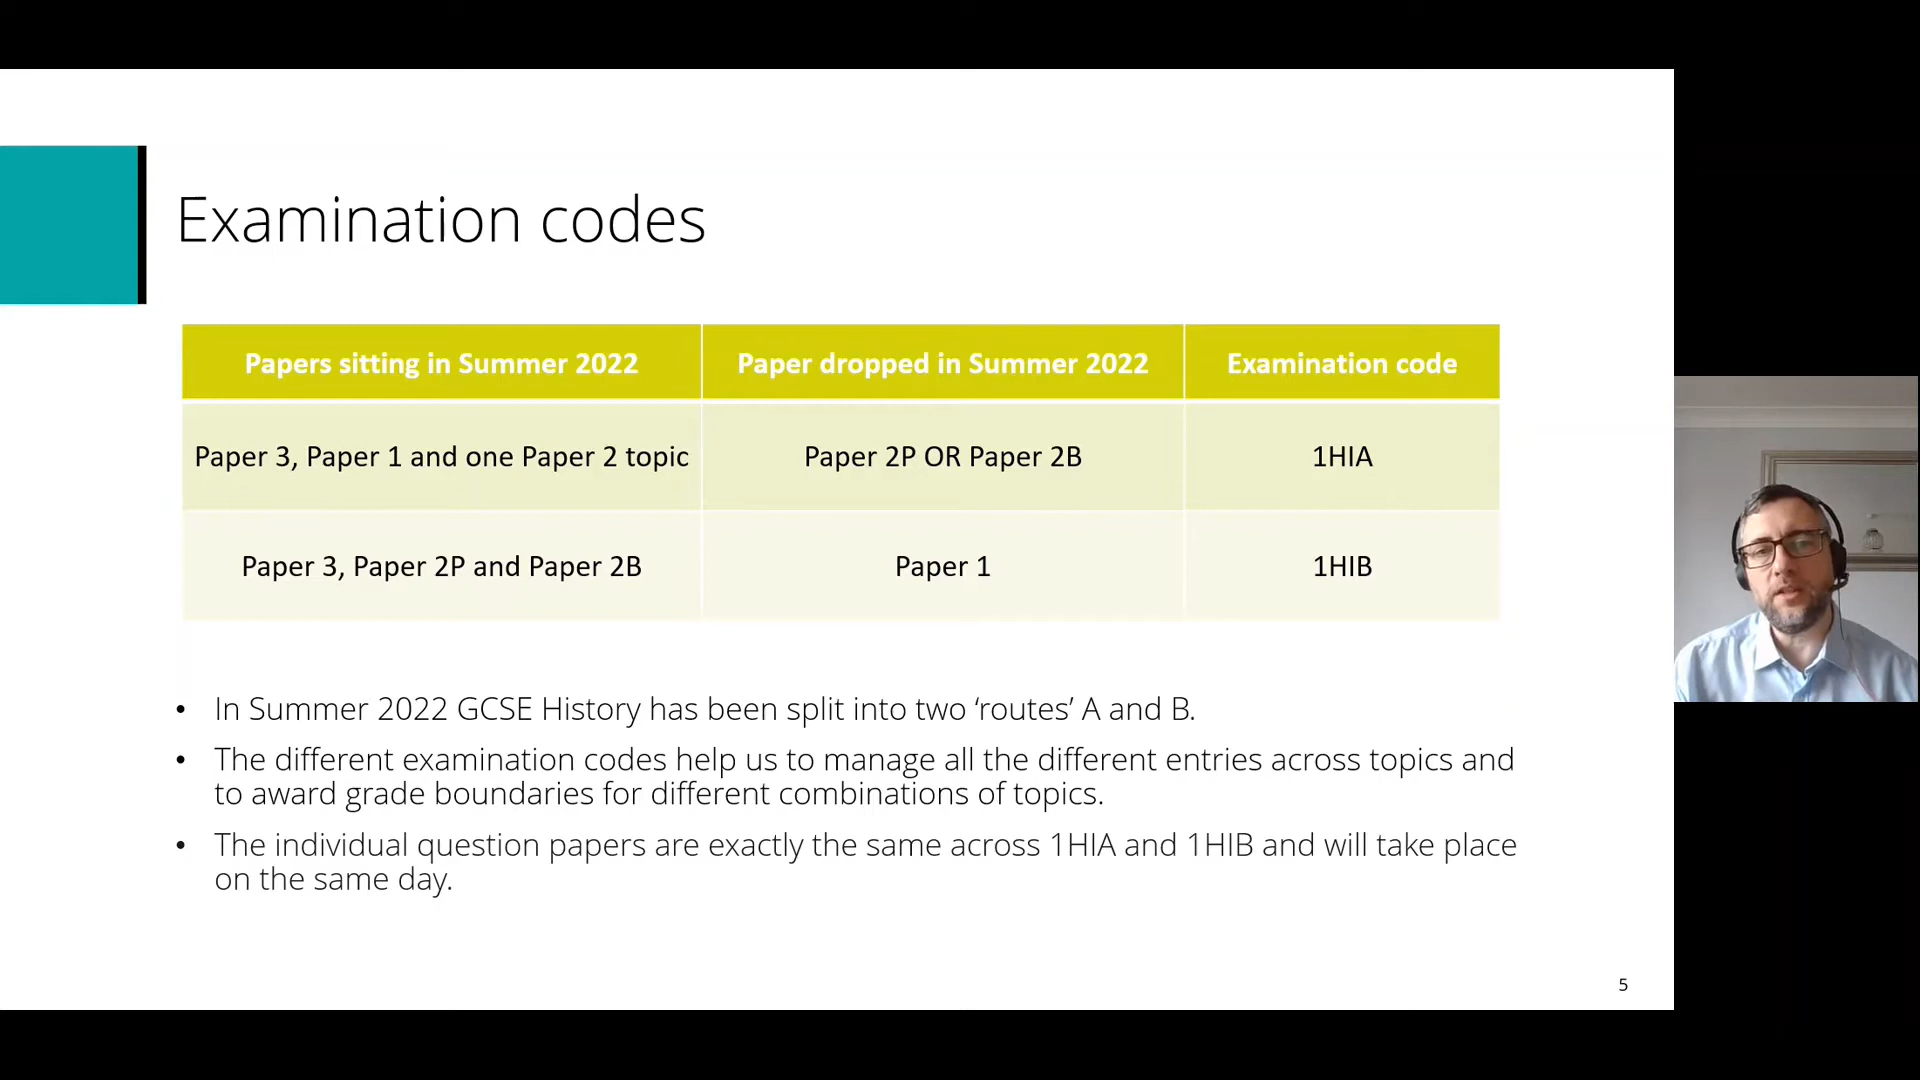 Examination codes
Papers sitting in Summer 2022 Paper dropped in Summer 2022 Examination code
Paper 3, Paper 1 and one Paper 2 topic Paper 2P OR Paper 2B 1HIA
Paper 3, Paper 2P and Paper 2B Paper 1 1HIB
• In Summer 2022 GCSE History has been split into two ‘routes’ A and B.
• The different examination codes help us to manage all the different entries across topics and
to award grade boundaries for different combinations of topics.
• The individual question papers are exactly the same across 1HIA and 1HIB and will take place
on the same day.
5